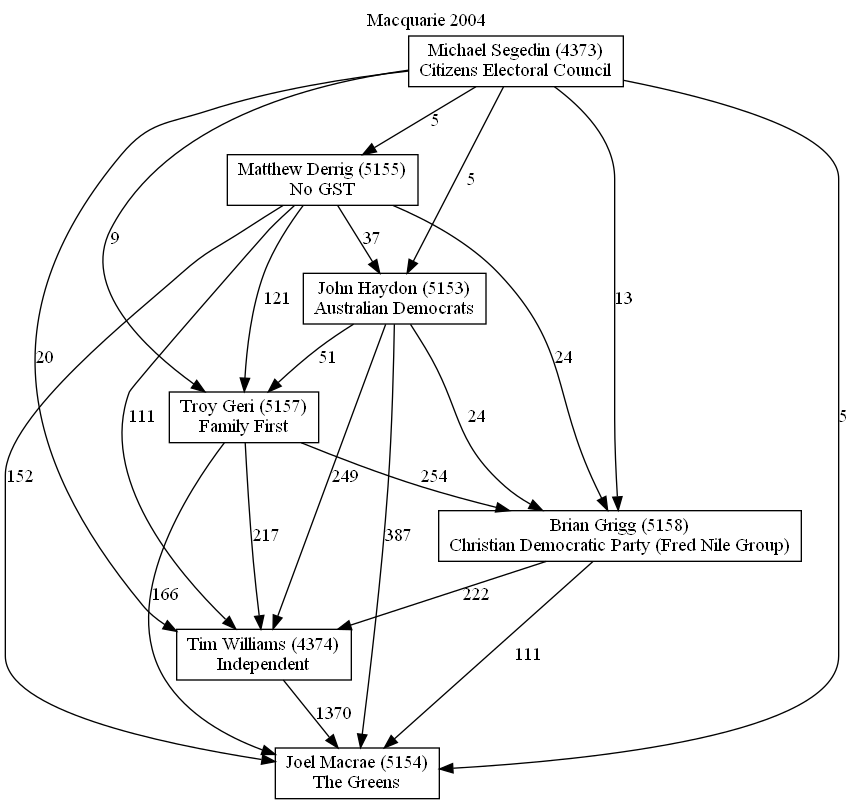 Macquarie 2004
Michael Segedin (4373)
Citizens Electoral Council
5
Matthew Derrig (5155)
No GST
5
9
37
121
John Haydon (5153)
Australian Democrats
13
20
51
24
Troy Geri (5157)
Family First
111
24
5
152
249
254
217
387
Brian Grigg (5158)
Christian Democratic Party (Fred Nile Group)
166
222
Tim Williams (4374)
Independent
111
1370
Joel Macrae (5154)
The Greens